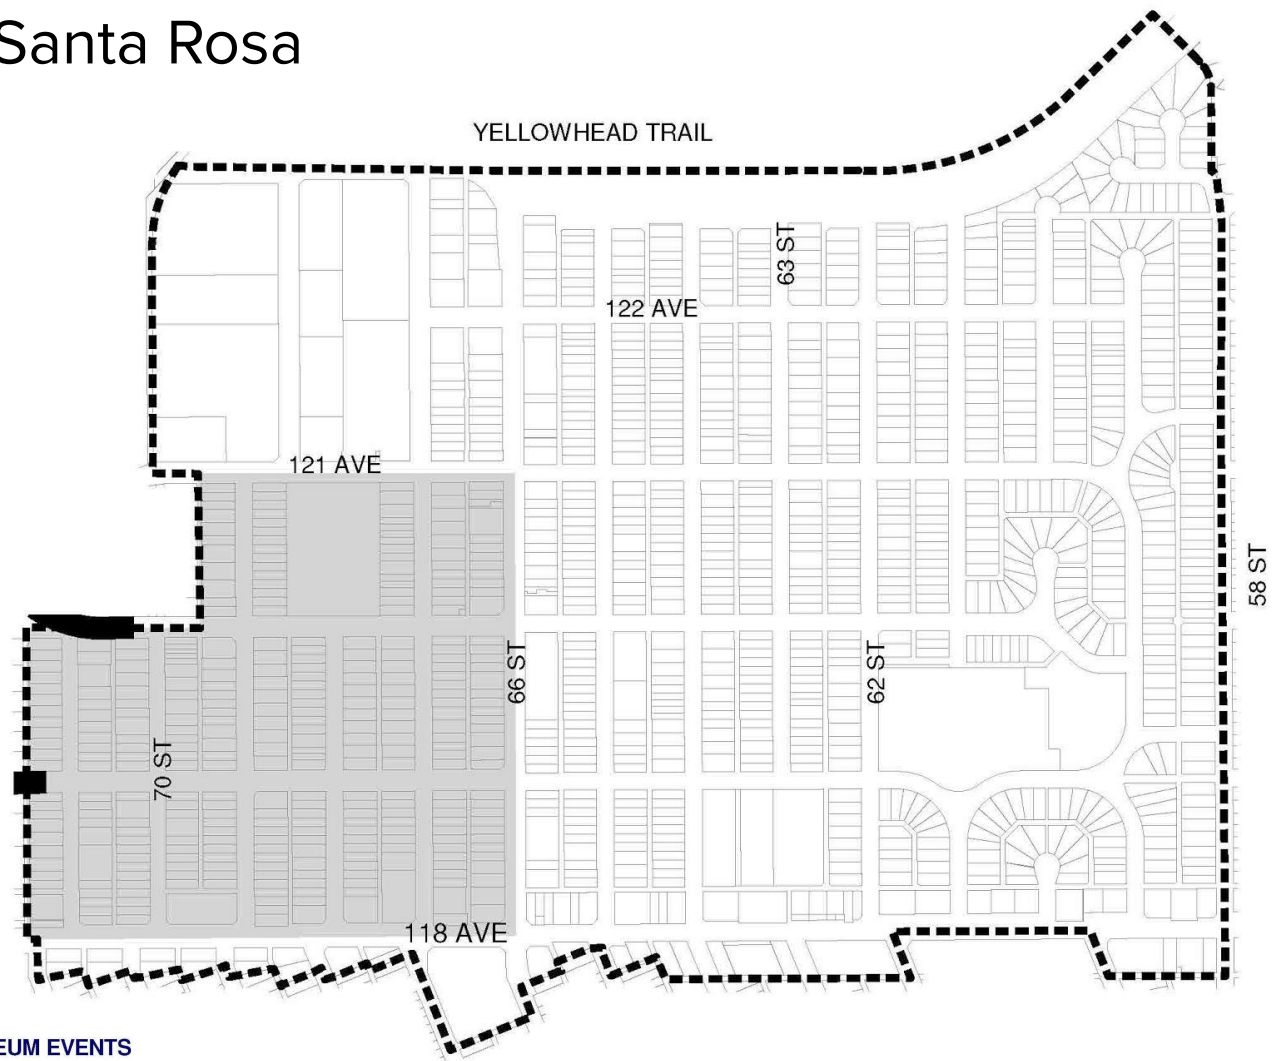 Santa Rosa
YELLOWHEAD TRAIL
63 ST
122 AVE
121 AVE
58 ST
66 ST
62 ST
70 ST
118 AVE
EUM EVENTS